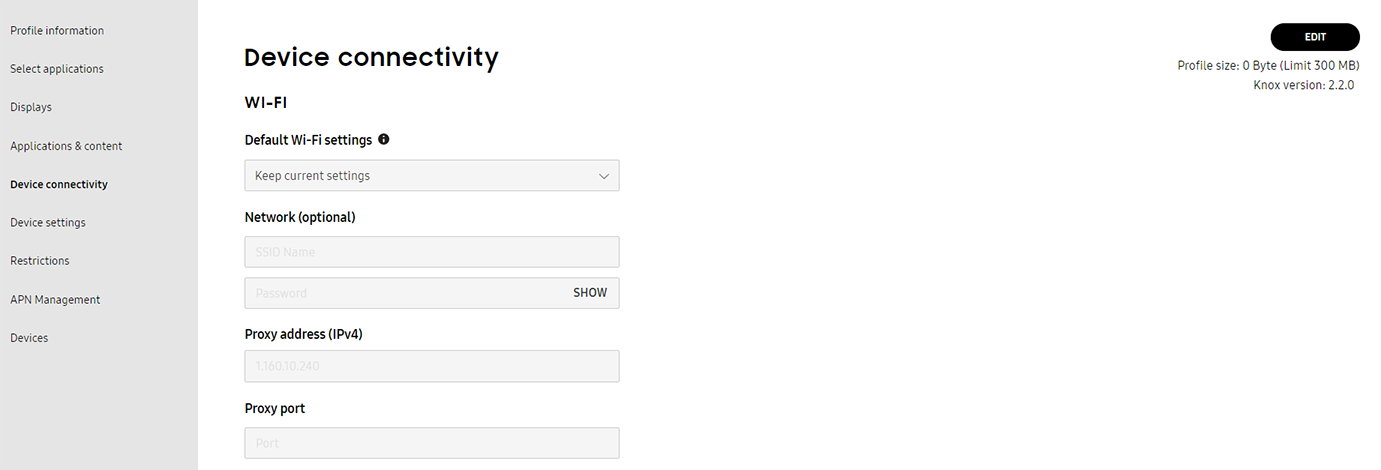 Profile information
Select applications
Displays
Applications & content
Device connectivity
Device settings
Restrictions
APN Management
Devices
Device connectivity
EDIT
Profile size: 0 Byte (Limit 300 MB)
Knox version: 2.2.0
WI-FI
Default Wi-Fi settings
Keep current settings
Network (optional)
SSID Name
Password SHOW
Proxy address (IPv4)
1.160.10.240
Proxy port
Port